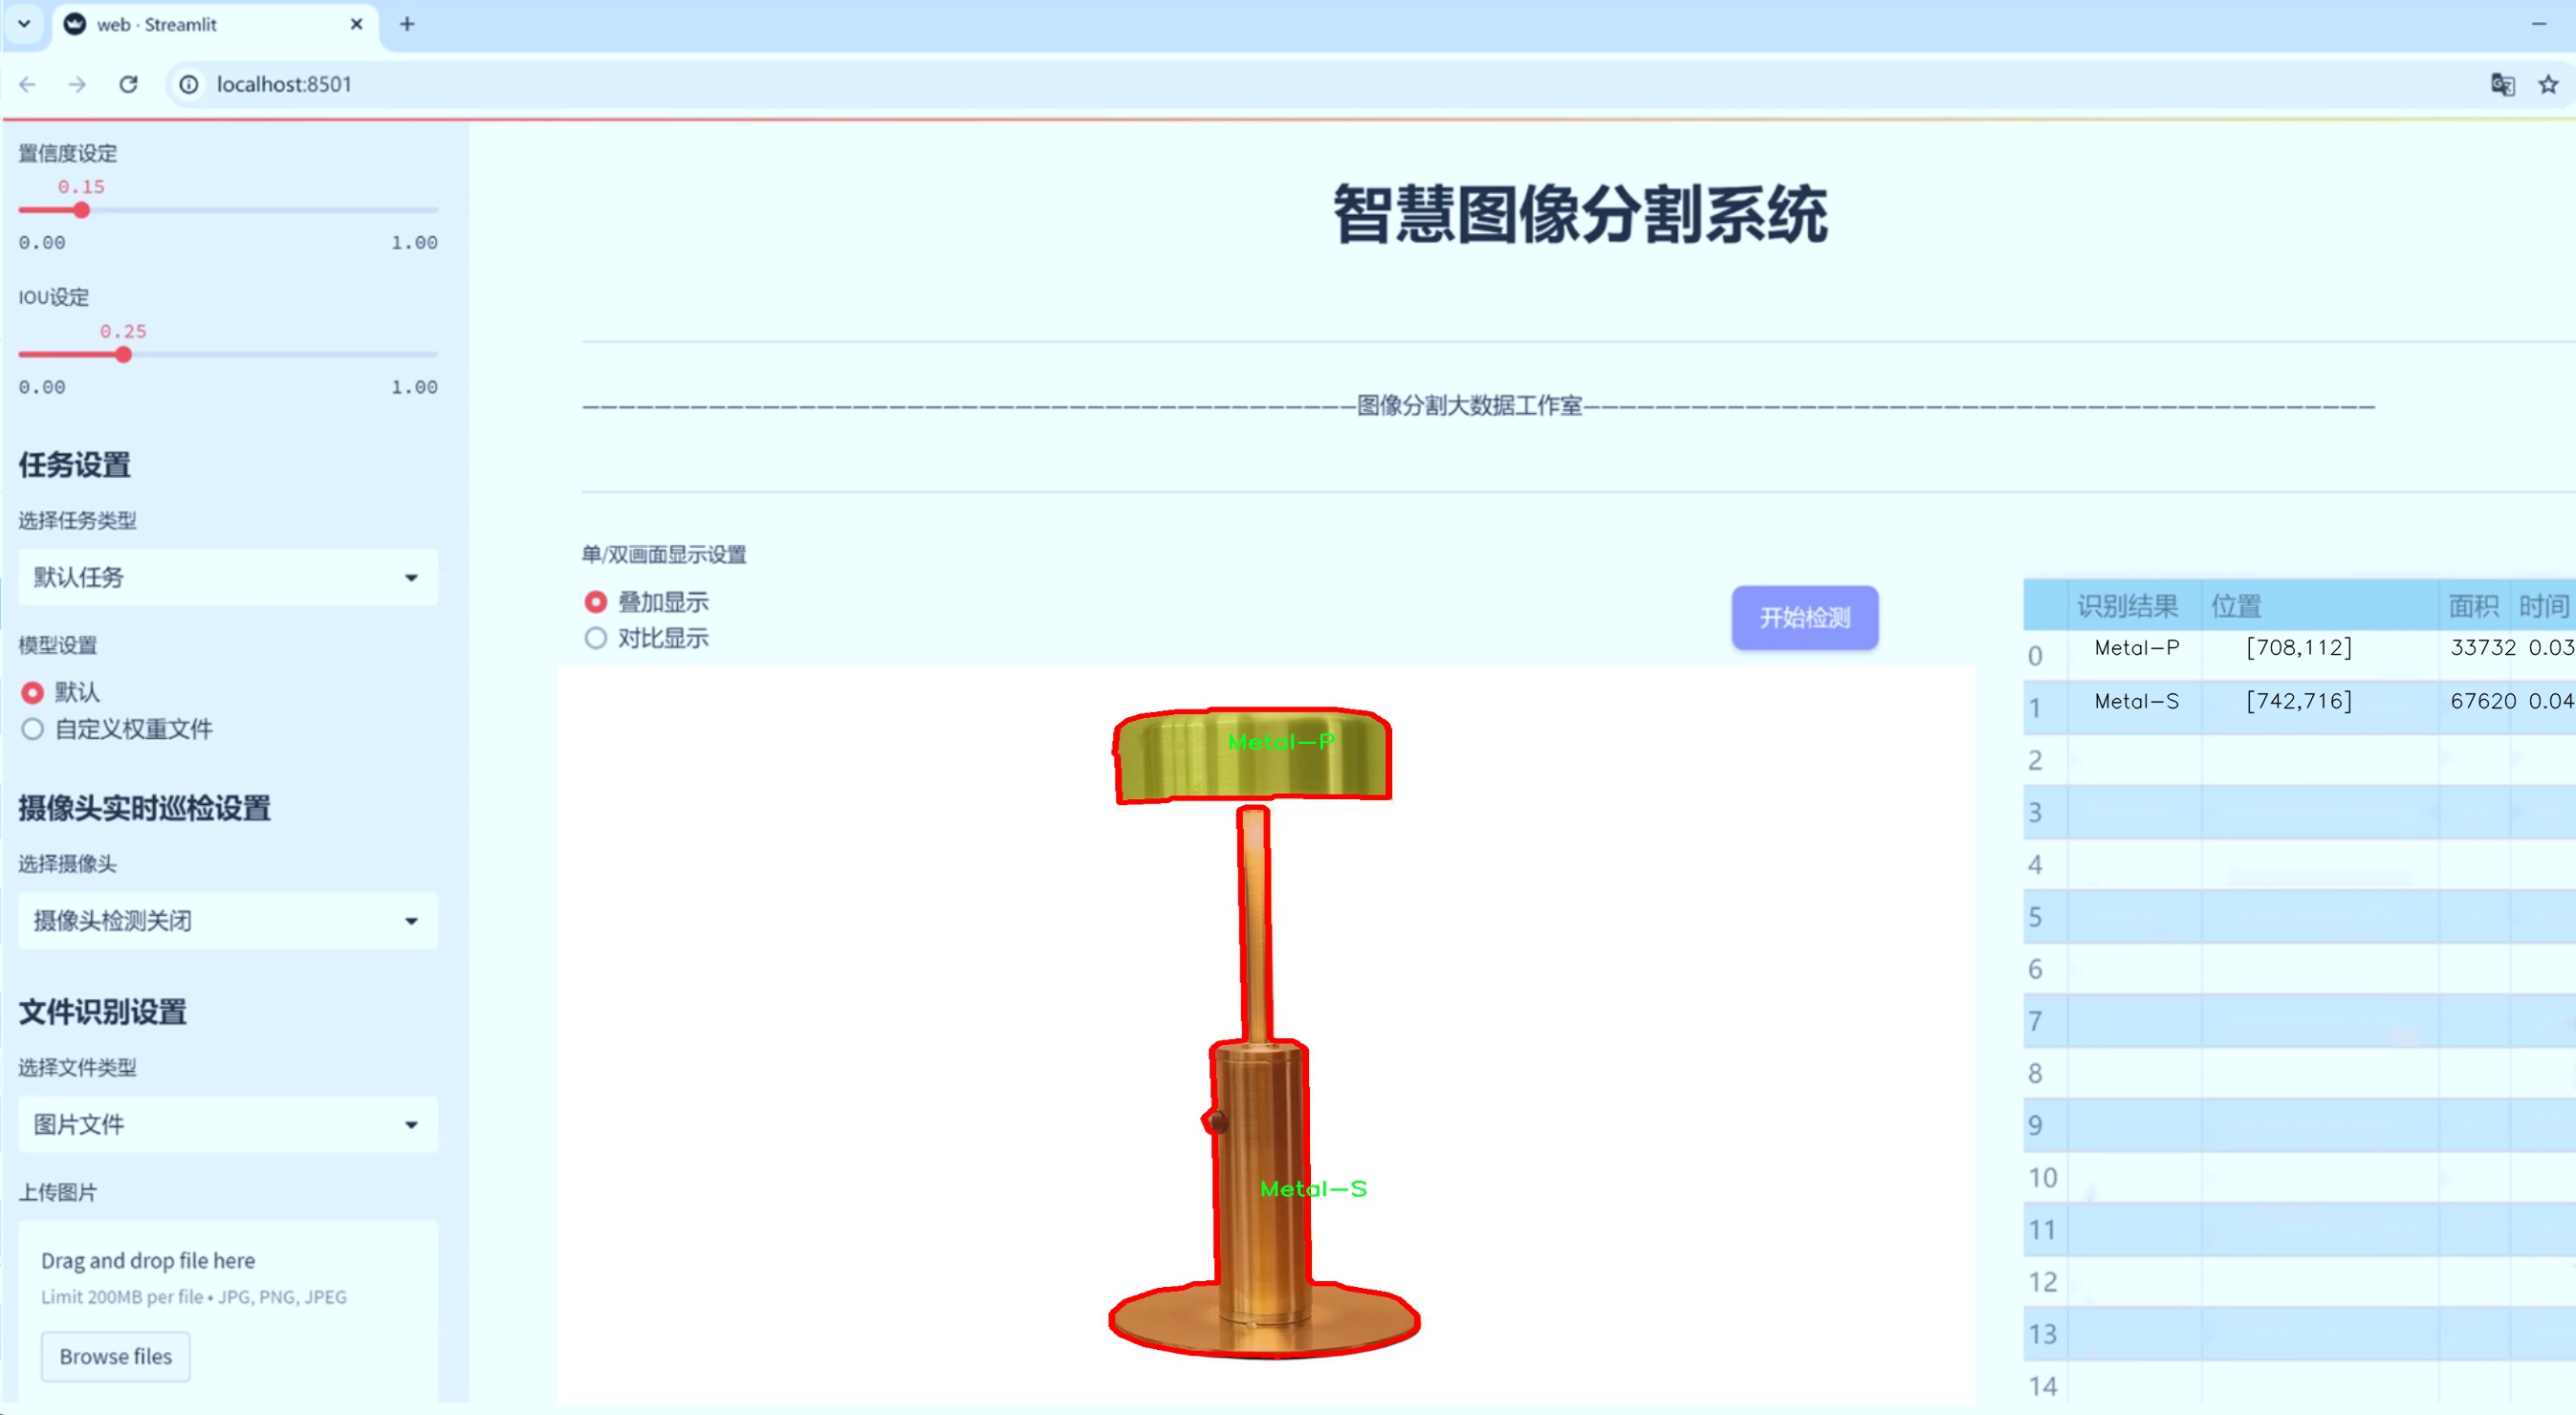 web · Streamlit
localhost:8501
置信度设定
0.15
0.00 1.00
IOU设定
0.25
0.00 1.00
任务设置
选择任务类型
默认任务
模型设置
默认
自定义权重文件
摄像头实时巡检设置
选择摄像头
摄像头检测关闭
文件识别设置
选择文件类型
图片文件
上传图片
Drag and drop file here
Limit 200MB per file • JPG, PNG, JPEG
Browse files
智慧图像分割系统
———————————————————————————————————————————图像分割大数据工作室————————————————————————————————————————————
单/双画面显示设置
叠加显示
对比显示
开始检测
Metal-P
Metal-S
识别结果 位置 面积 时间
0 Metal-P [708,112] 33732 0.03
1 Metal-S [742,716] 67620 0.04
2
3
4
5
6
7
8
9
10
11
12
13
14